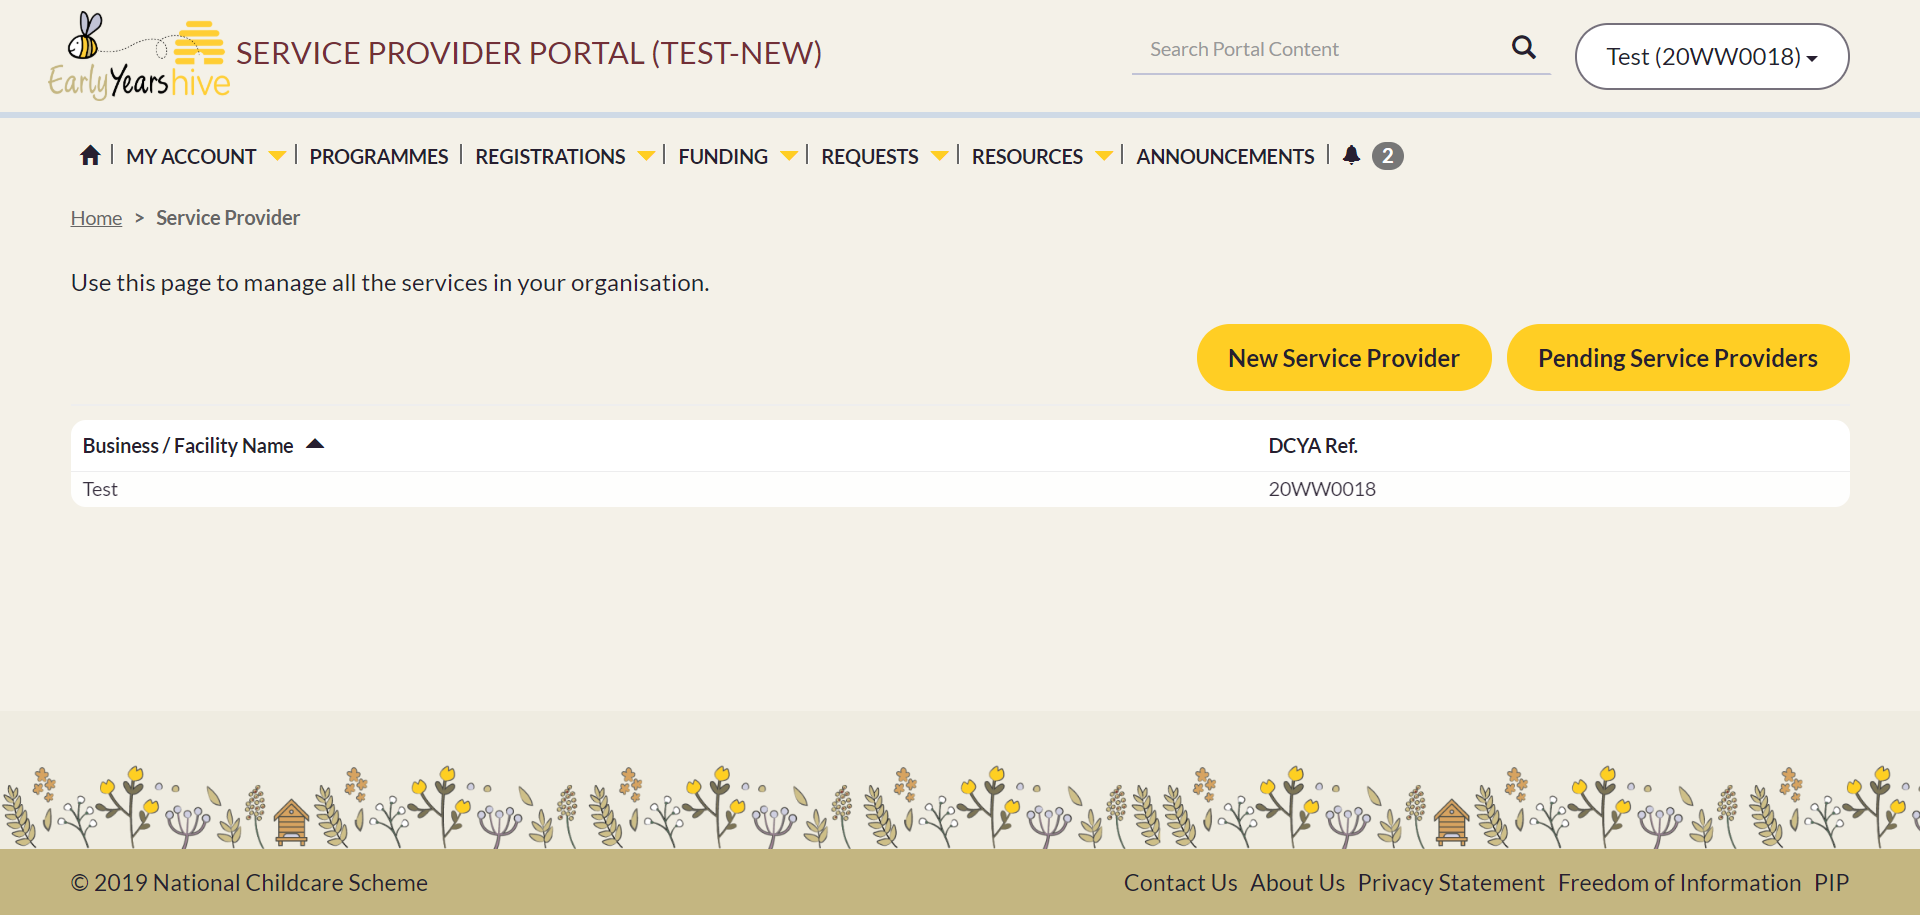 Early Years hive
SERVICE PROVIDER PORTAL (TEST-NEW)
Search Portal Content
Test (20WW0018)
MY ACCOUNT
PROGRAMMES
REGISTRATIONS
FUNDING
REQUESTS
RESOURCES
ANNOUNCEMENTS
2
Home > Service Provider
Use this page to manage all the services in your organisation.
New Service Provider
Pending Service Providers
Business / Facility Name
DCYA Ref.
Test
20WW0018
© 2019 National Childcare Scheme
Contact Us About Us Privacy Statement Freedom of Information PIP